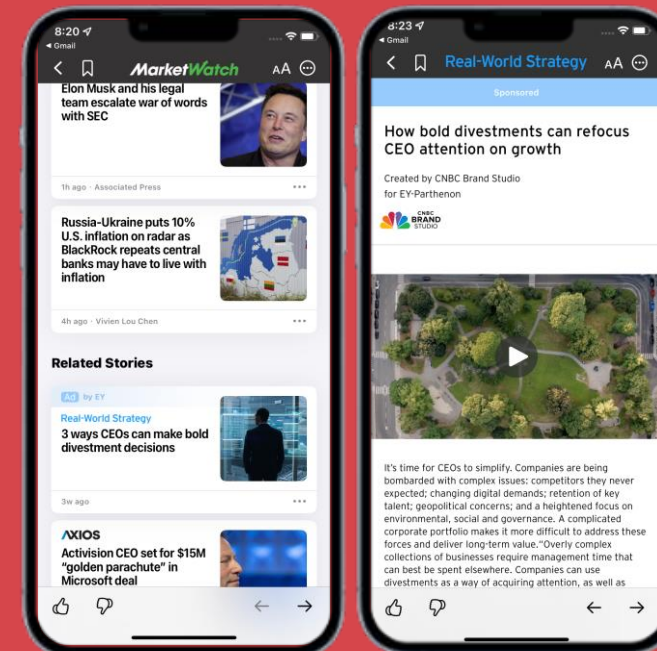 8:20
◄ Gmail
MarketWatch
AA
Elon Musk and his legal
team escalate war of words
with SEC
1h ago · Associated Press
Russia-Ukraine puts 10%
U.S. inflation on radar as
BlackRock repeats central
banks may have to live with
inflation
4h ago · Vivien Lou Chen
Related Stories
Ad by EY
Real-World Strategy
3 ways CEOs can make bold
divestment decisions
3w ago
AXIOS
Activision CEO set for $15M
“golden parachute” in
Microsoft deal
8:23
◄ Gmail
Real-World Strategy
AA
Sponsored
How bold divestments can refocus
CEO attention on growth
Created by CNBC Brand Studio
for EY-Parthenon
CNBC
BRAND
STUDIO
It’s time for CEOs to simplify. Companies are being
bombarded with complex issues: competitors they never
expected; changing digital demands; retention of key
talent; geopolitical concerns; and a heightened focus on
environmental, social and governance. A complicated
corporate portfolio makes it more difficult to address these
forces and deliver long-term value.“Overly complex
collections of businesses require management time that
can best be spent elsewhere. Companies can use
divestments as a way of acquiring attention, as well as